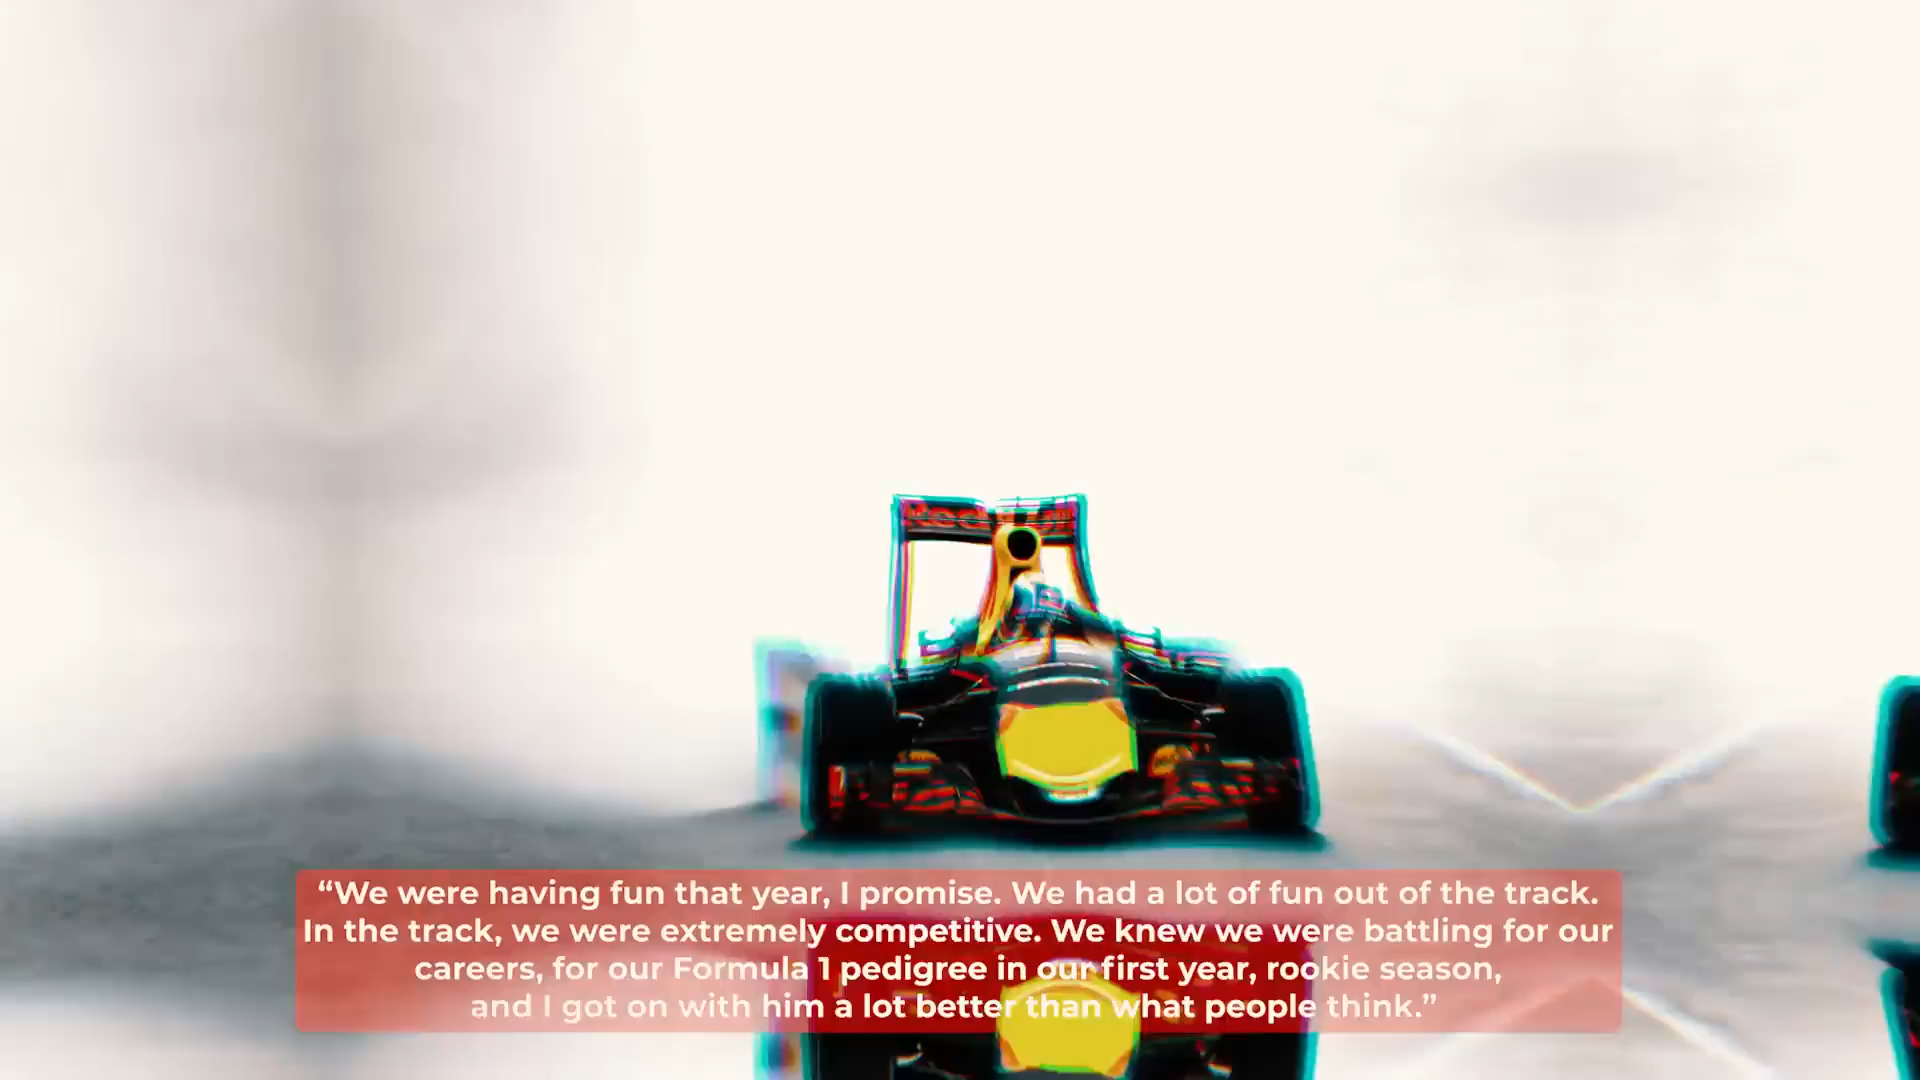 “We were having fun that year, I promise. We had a lot of fun out of the track.
In the track, we were extremely competitive. We knew we were battling for our
careers, for our Formula 1 pedigree in our first year, rookie season,
and I got on with him a lot better than what people think.”